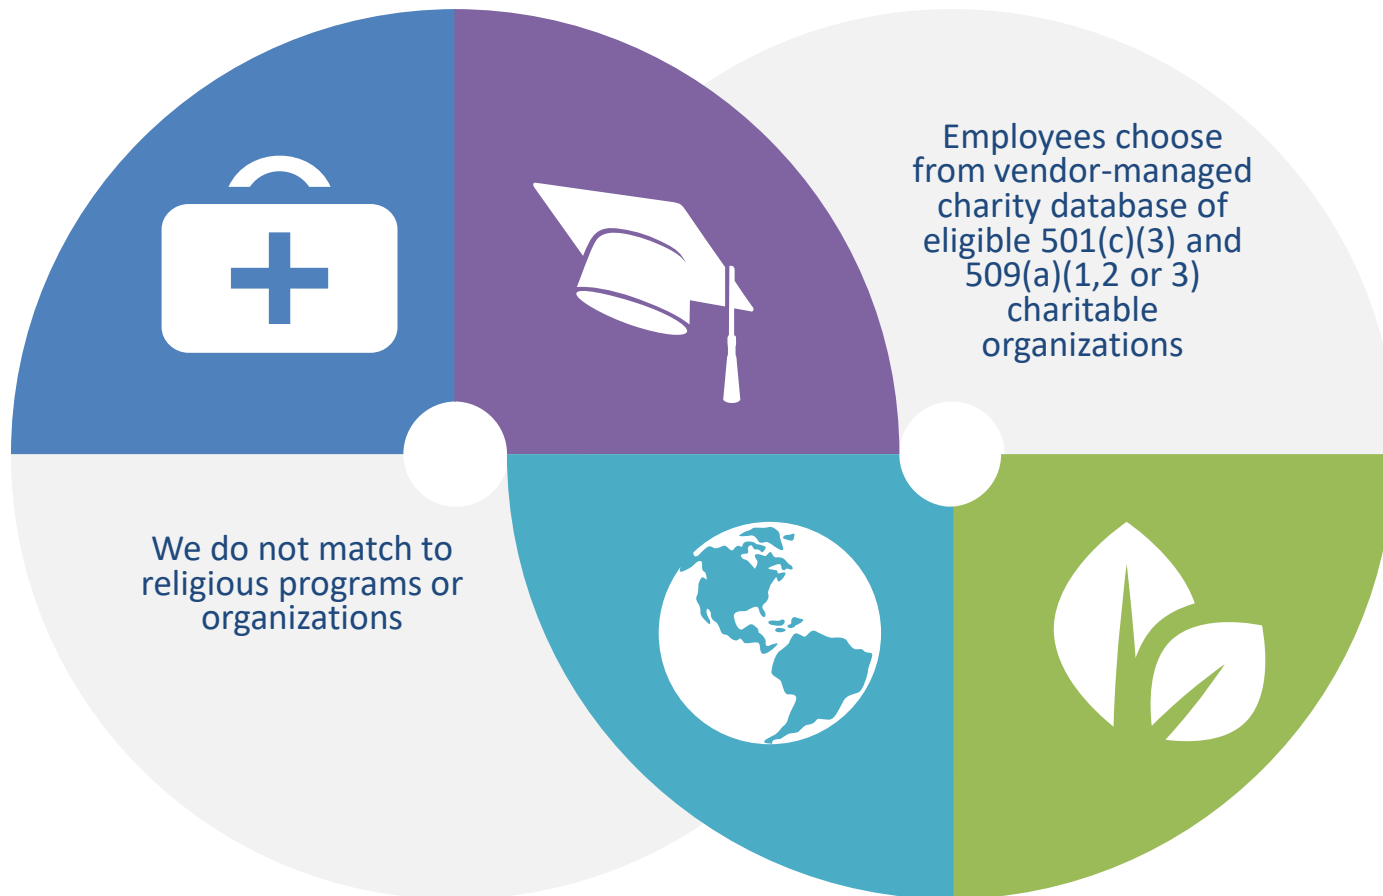 Employees choose
from vendor-managed
charity database of
eligible 501(c)(3) and
509(a)(1,2 or 3)
charitable
organizations
We do not match to
religious programs or
organizations